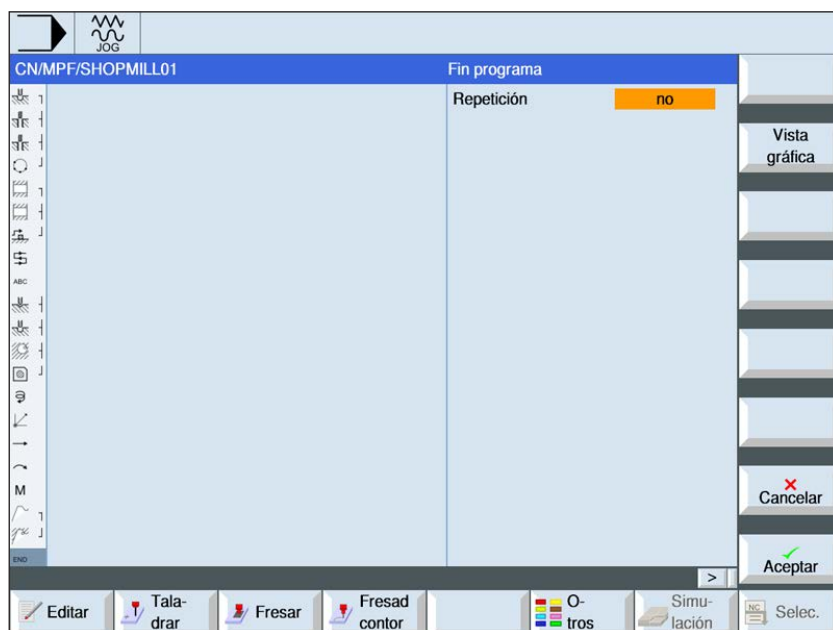 JOG
CN/MPF/SHOPMILL01
Fin programa
Repetición no
Vista
gráfica
ABC
M
END
Cancelar
Aceptar
>
Editar
Tala-
drar
Fresar
Fresad
contor
O-
tros
Simu-
lación
NC
Selec.